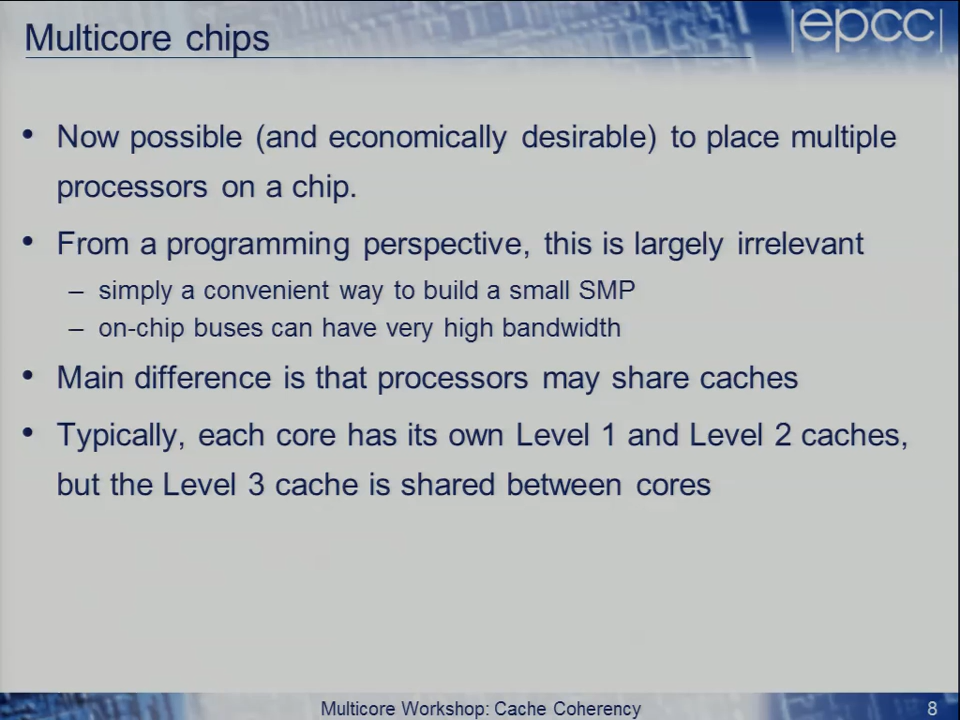 Multicore chips
|epcc|
• Now possible (and economically desirable) to place multiple
processors on a chip.
• From a programming perspective, this is largely irrelevant
– simply a convenient way to build a small SMP
– on-chip buses can have very high bandwidth
• Main difference is that processors may share caches
• Typically, each core has its own Level 1 and Level 2 caches,
but the Level 3 cache is shared between cores
Multicore Workshop: Cache Coherency
8